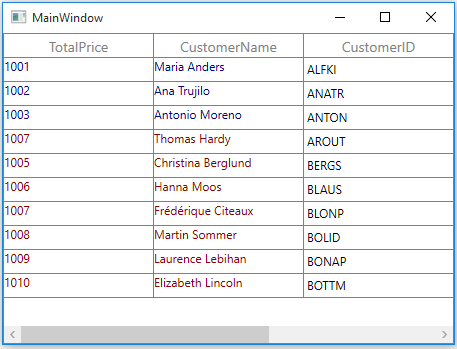 MainWindow
TotalPrice CustomerName CustomerID
1001 Maria Anders ALFKI
1002 Ana Trujilo ANATR
1003 Antonio Moreno ANTON
1007 Thomas Hardy AROUT
1005 Christina Berglund BERGS
1006 Hanna Moos BLAUS
1007 Frédérique Citeaux BLONP
1008 Martin Sommer BOLID
1009 Laurence Lebihan BONAP
1010 Elizabeth Lincoln BOTTM